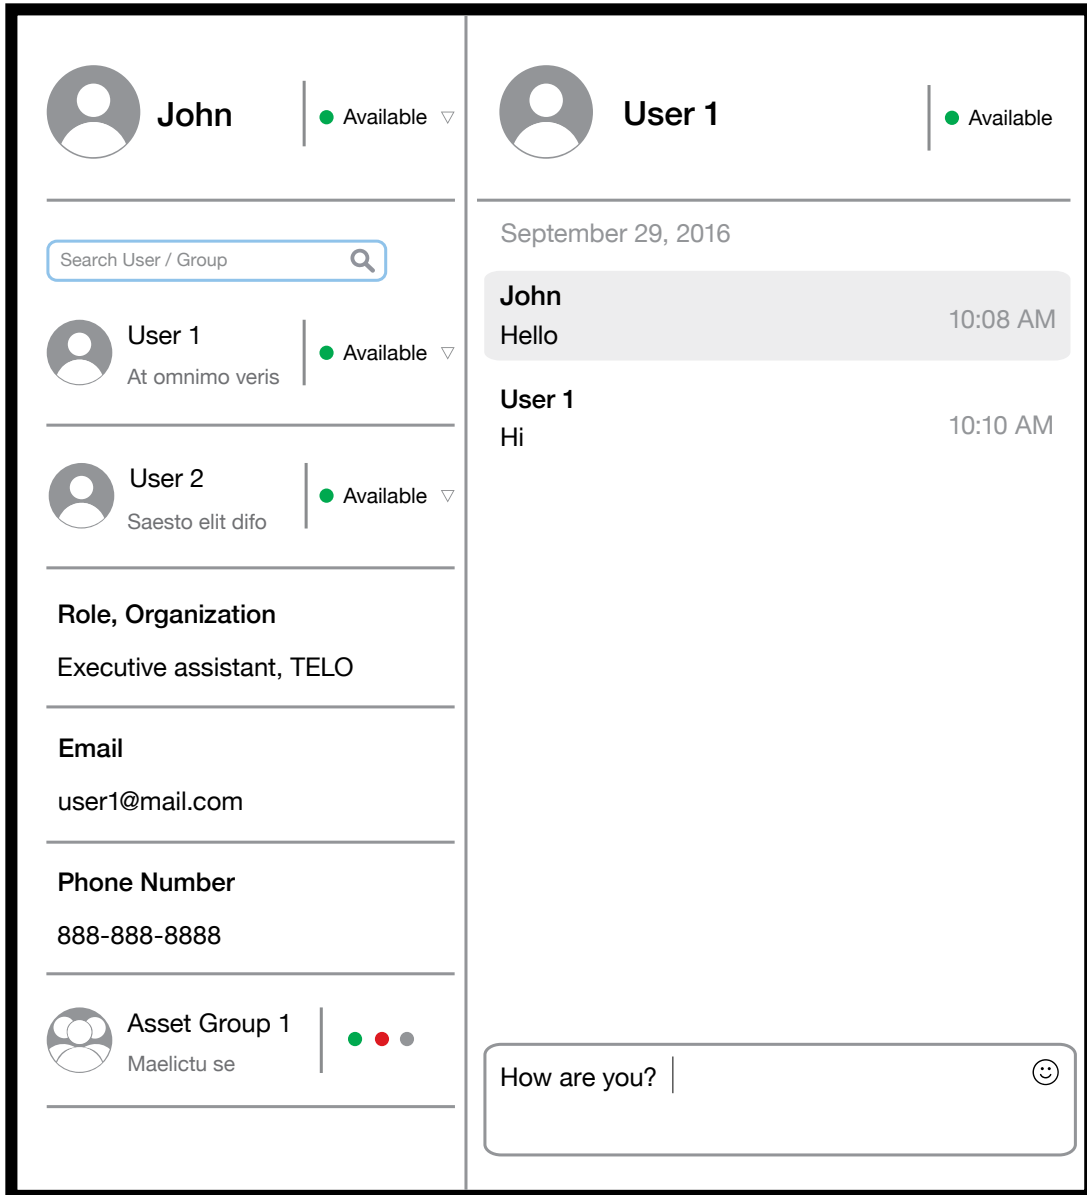 John
Available
Search User / Group
User 1
At omnimo veris
Available
User 2
Saesto elit difo
Available
Role, Organization
Executive assistant, TELO
Email
user1@mail.com
Phone Number
888-888-8888
Asset Group 1
Maelictu se
User 1
Available
September 29, 2016
John
Hello
10:08 AM
User 1
Hi
10:10 AM
How are you?